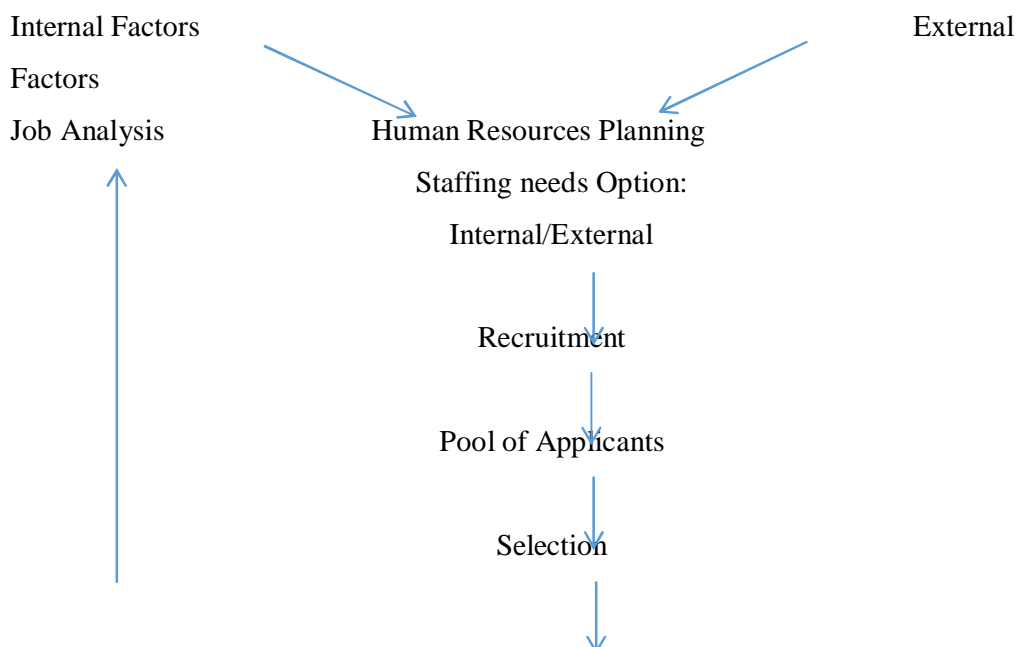 Internal Factors External
Factors
Job Analysis Human Resources Planning
Staffing needs Option:
Internal/External
Recruitment
Pool of Applicants
Selection